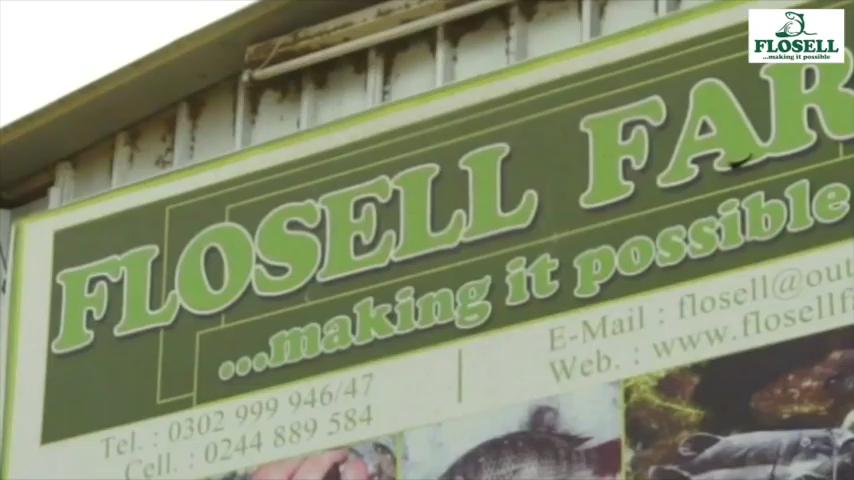 FLOSELL
...making it possible
FLOSELL FAR
...making it possible
Tel. : 0302 999 946/47
Cell. : 0244 889 584
E-Mail : flosell@out
Web. : www.flosellfa